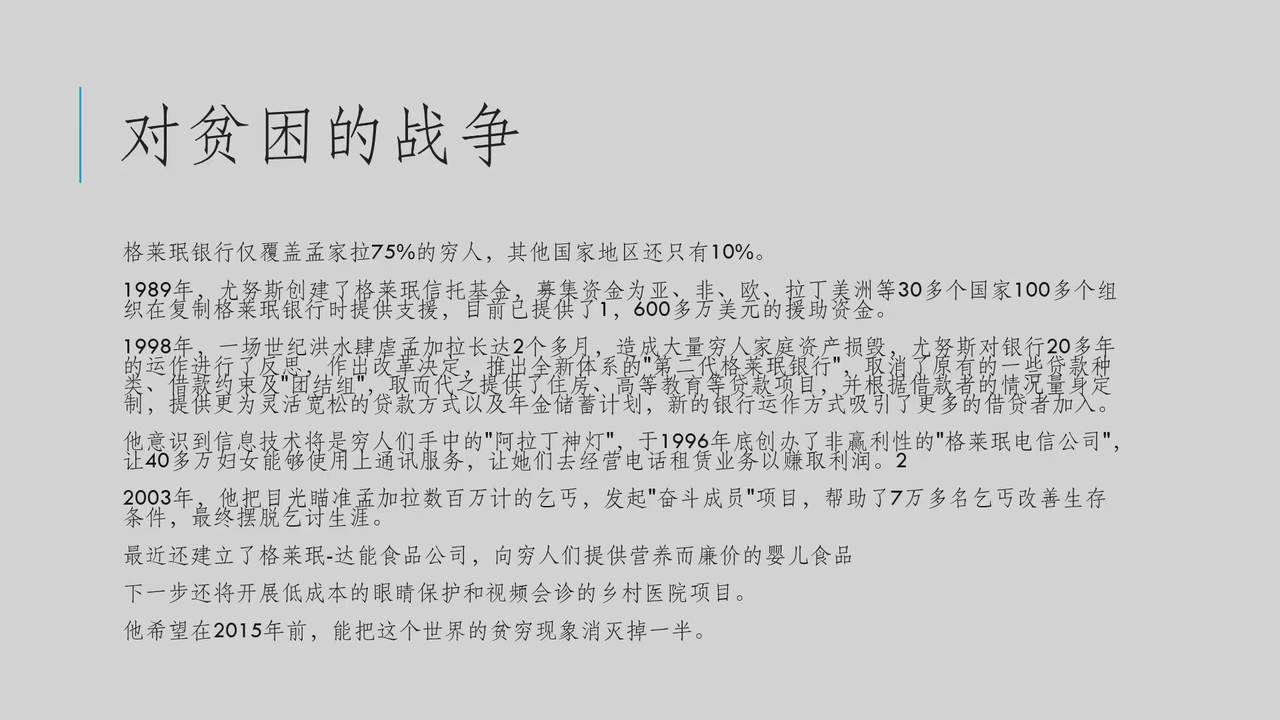 对贫困的战争
格莱珉银行仅覆盖孟家拉75%的穷人，其他国家地区还只有10%。
1989年，尤努斯创建了格莱珉信托基金，募集资金为亚、非、欧、拉丁美洲等30多个国家100多个组
织在复制格莱珉银行时提供支援，目前已提供了1，600多万美元的援助资金。
1998年，一场世纪洪水肆虐孟加拉长达2个多月，造成大量穷人家庭资产损毁，尤努斯对银行20多年
的运作进行了反思，作出改革决定，推出全新体系的"第二代格莱珉银行"，取消了原有的一些贷款种
类、借款约束及"团结组"，取而代之提供了住房、高等教育等贷款项目，并根据借款者的情况量身定
制，提供更为灵活宽松的贷款方式以及年金储蓄计划，新的银行运作方式吸引了更多的借贷者加入。
他意识到信息技术将是穷人们手中的"阿拉丁神灯"，于1996年底创办了非赢利性的"格莱珉电信公司"，
让40多万妇女能够使用上通讯服务，让她们去经营电话租赁业务以赚取利润。2
2003年，他把目光瞄准孟加拉数百万计的乞丐，发起"奋斗成员"项目，帮助了7万多名乞丐改善生存
条件，最终摆脱乞讨生涯。
最近还建立了格莱珉-达能食品公司，向穷人们提供营养而廉价的婴儿食品
下一步还将开展低成本的眼睛保护和视频会诊的乡村医院项目。
他希望在2015年前，能把这个世界的贫穷现象消灭掉一半。